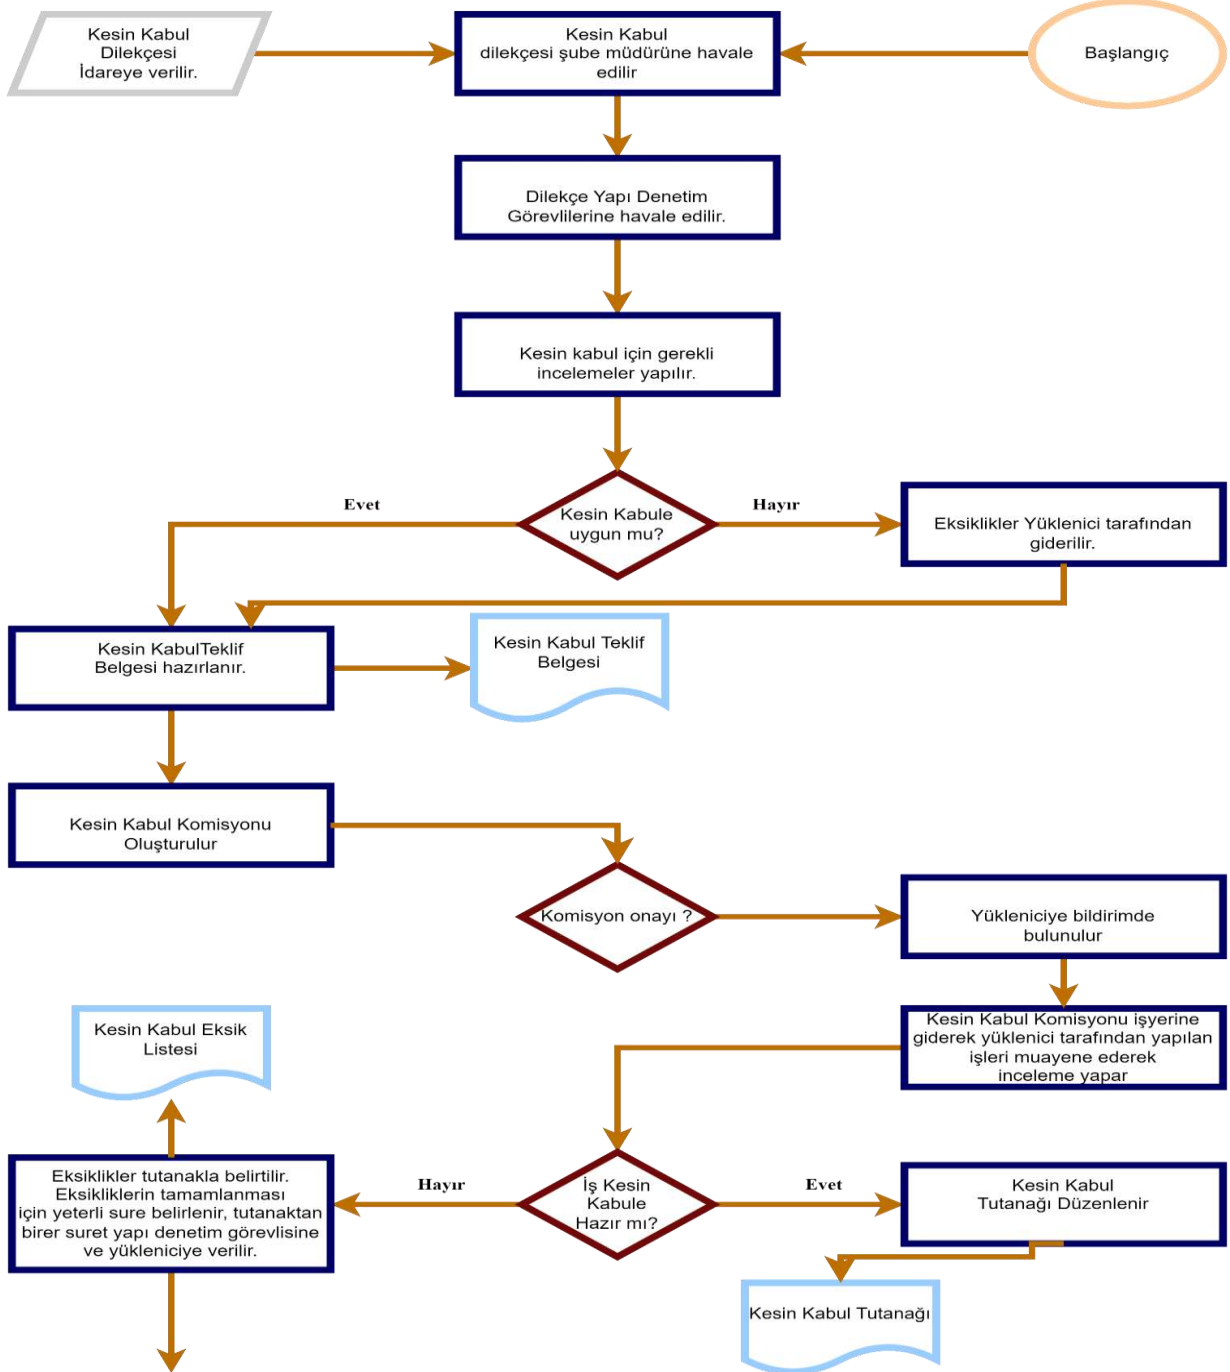 Kesin Kabul
Dilekçesi
İdareye verilir.
Kesin Kabul
dilekçesi şube müdürüne havale
edilir
Başlangıç
Dilekçe Yapı Denetim
Görevlilerine havale edilir.
Kesin kabul için gerekli
incelemeler yapılır.
Evet
Kesin Kabule
uygun mu?
Hayır
Eksiklikler Yüklenici tarafından
giderilir.
Kesin KabulTeklif
Belgesi hazırlanır.
Kesin Kabul Teklif
Belgesi
Kesin Kabul Komisyonu
Oluşturulur
Komisyon onayı ?
Yükleniciye bildirimde
bulunulur
Kesin Kabul Komisyonu işyerine
giderek yüklenici tarafından yapılan
işleri muayene ederek
inceleme yapar
Kesin Kabul Eksik
Listesi
Eksiklikler tutanakla belirtilir.
Eksikliklerin tamamlanması
için yeterli sure belirlenir, tutanaktan
birer suret yapı denetim görevlisine
ve yükleniciye verilir.
Hayır
İş Kesin
Kabule
Hazır mı?
Evet
Kesin Kabul
Tutanağı Düzenlenir
Kesin Kabul Tutanağı